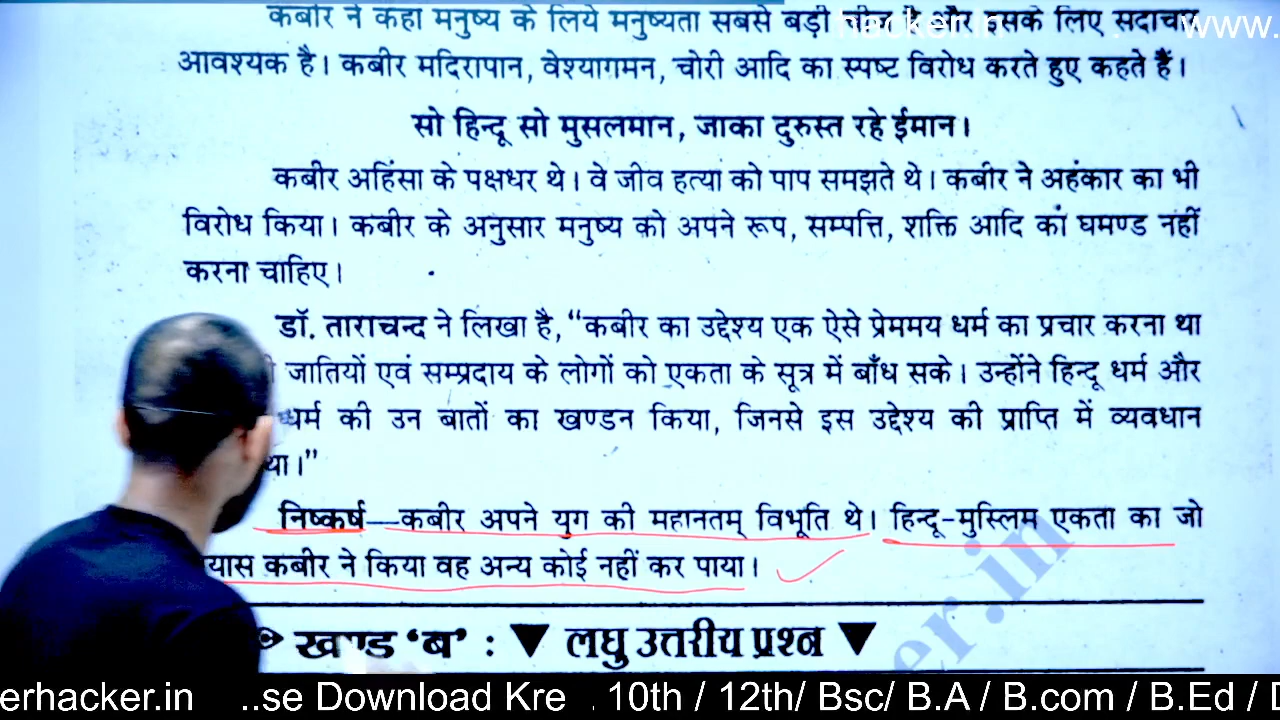 कबीर ने कहा मनुष्य के लिये मनुष्यता सबसे बड़ी चीज है और इसके लिए सदाचार
आवश्यक है। कबीर मदिरापान, वेश्यागमन, चोरी आदि का स्पष्ट विरोध करते हुए कहते हैं।
सो हिन्दू सो मुसलमान, जाका दुरुस्त रहे ईमान।
कबीर अहिंसा के पक्षधर थे। वे जीव हत्या को पाप समझते थे। कबीर ने अहंकार का भी
विरोध किया। कबीर के अनुसार मनुष्य को अपने रूप, सम्पत्ति, शक्ति आदि का घमण्ड नहीं
करना चाहिए।
डॉ. ताराचन्द ने लिखा है, “कबीर का उद्देश्य एक ऐसे प्रेममय धर्म का प्रचार करना था
जातियों एवं सम्प्रदाय के लोगों को एकता के सूत्र में बाँध सके। उन्होंने हिन्दू धर्म और
धर्म की उन बातों का खण्डन किया, जिनसे इस उद्देश्य की प्राप्ति में व्यवधान
था।”
निष्कर्ष—कबीर अपने युग की महानतम् विभूति थे। हिन्दू-मुस्लिम एकता का जो
यास कबीर ने किया वह अन्य कोई नहीं कर पाया।
खण्ड ‘ब’ : ▼ लघु उत्तरीय प्रश्न ▼
erhacker.in ..se Download Kre 10th / 12th/ Bsc/ B.A / B.com / B.Ed / D
hacker.in www.
er.in